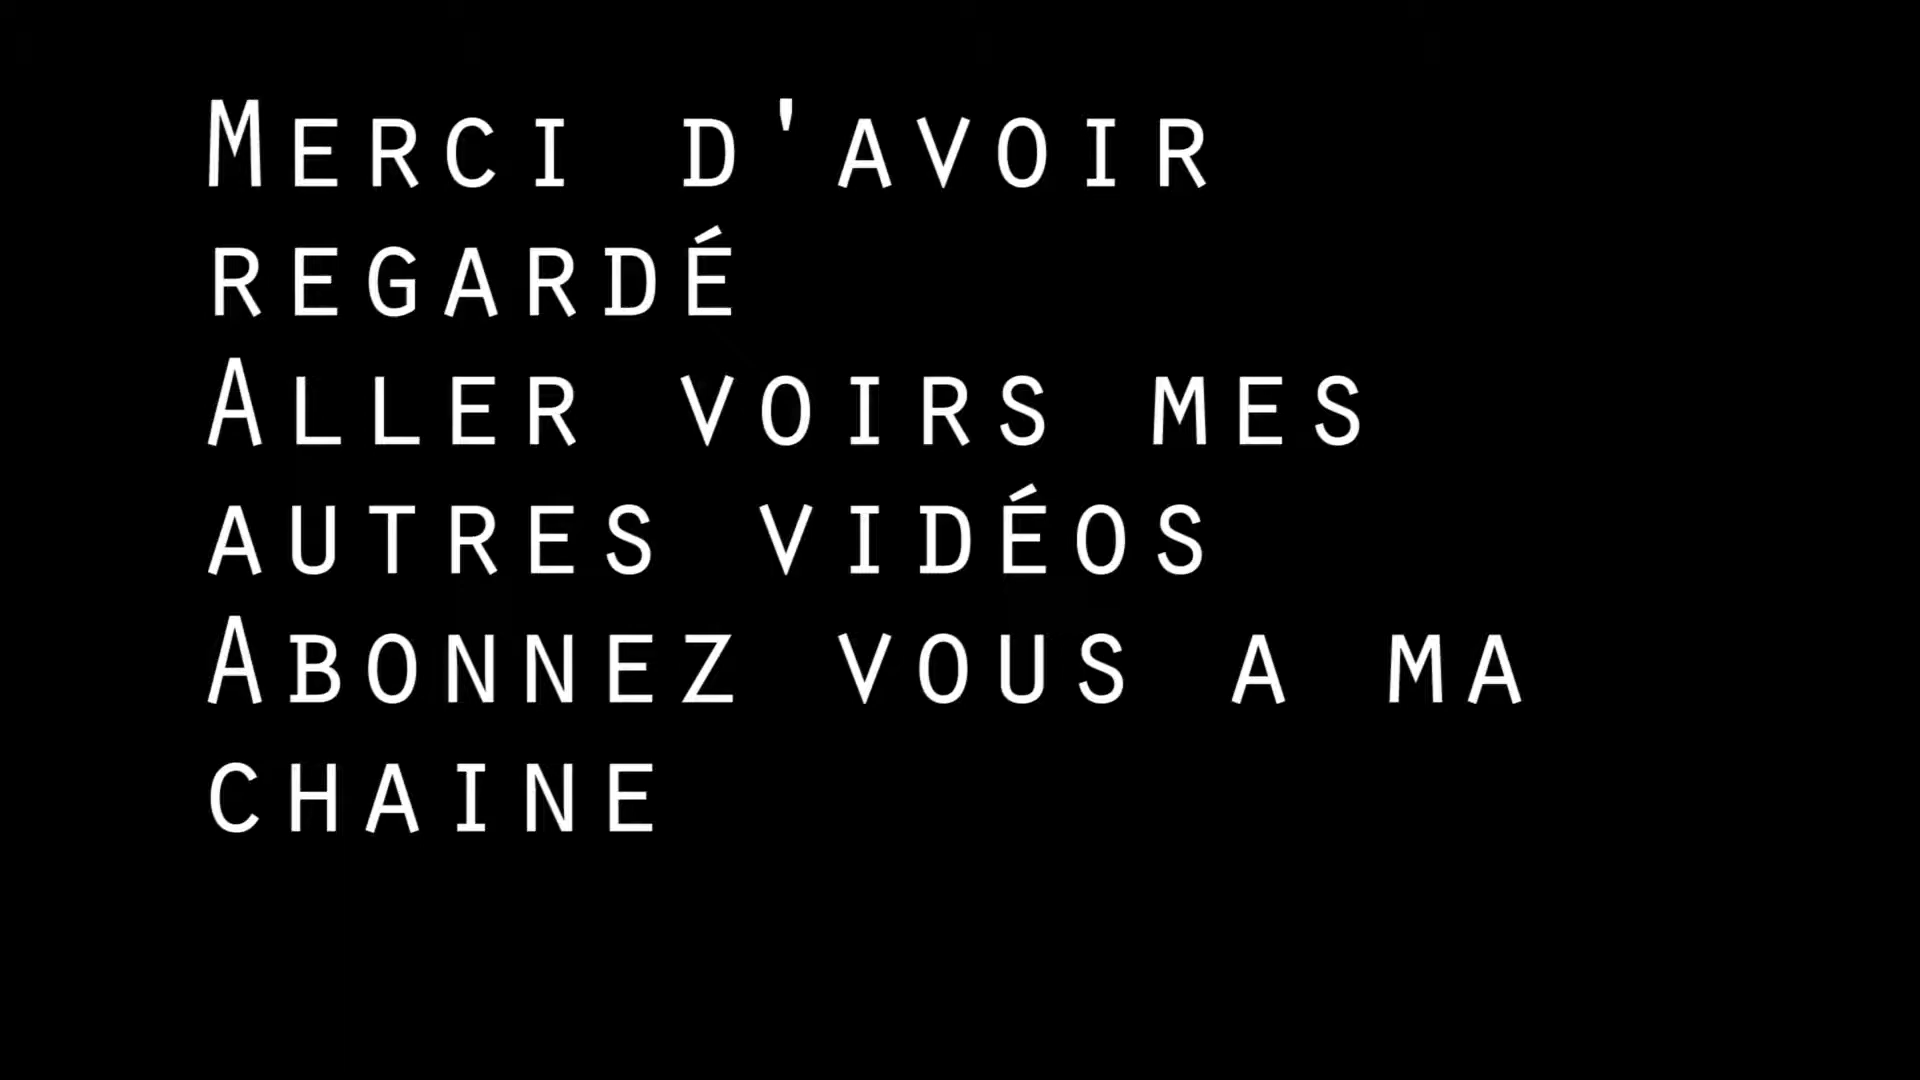 Merci d'avoir
regardé
Aller voirs mes
autres vidéos
Abonnez vous a ma
chaine